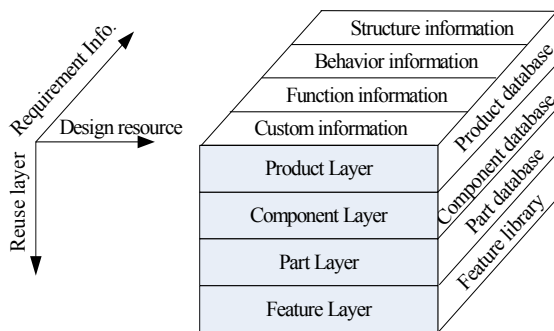 Requirement Info.
Design resource
Reuse layer
Structure information
Behavior information
Function information
Custom information
Product Layer
Component Layer
Part Layer
Feature Layer
Product database
Component database
Part database
Feature library